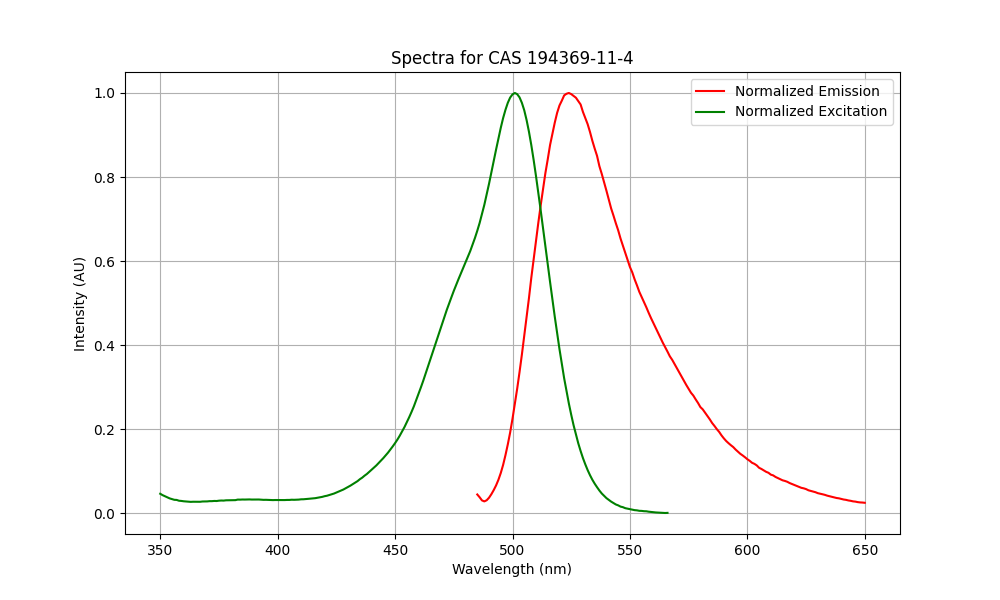 Spectra for CAS 194369-11-4
Normalized Emission
Normalized Excitation
Intensity (AU)
1.0
0.8
0.6
0.4
0.2
0.0
350 400 450 500 550 600 650
Wavelength (nm)